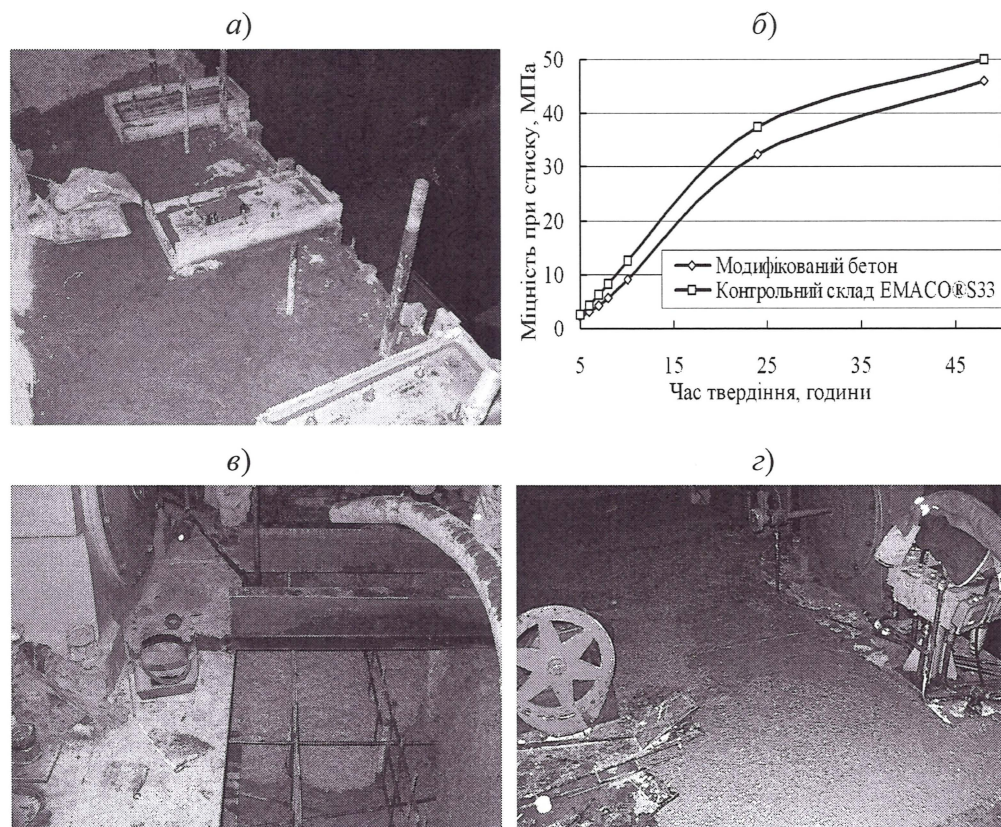 а)
б)
Міцність при стиску, МПа
50
40
30
20
10
0
Модифікований бетон
Контрольний склад EMACO®S33
5 15 25 35 45
Час твердіння, години
в)
г)